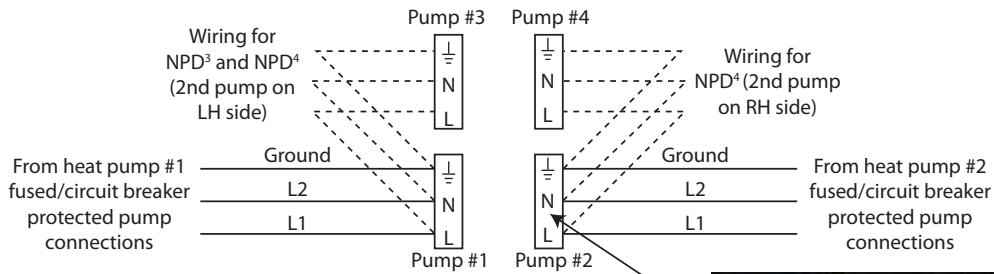 Pump #3
Pump #4
Wiring for
NPD³ and NPD⁴
(2nd pump on
LH side)
⏚
N
L
⏚
N
L
Wiring for
NPD⁴ (2nd pump
on RH side)
From heat pump #1
fused/circuit breaker
protected pump
connections
Ground
L2
L1
⏚
N
L
⏚
N
L
Ground
L2
L1
From heat pump #2
fused/circuit breaker
protected pump
connections
Pump #1
Pump #2